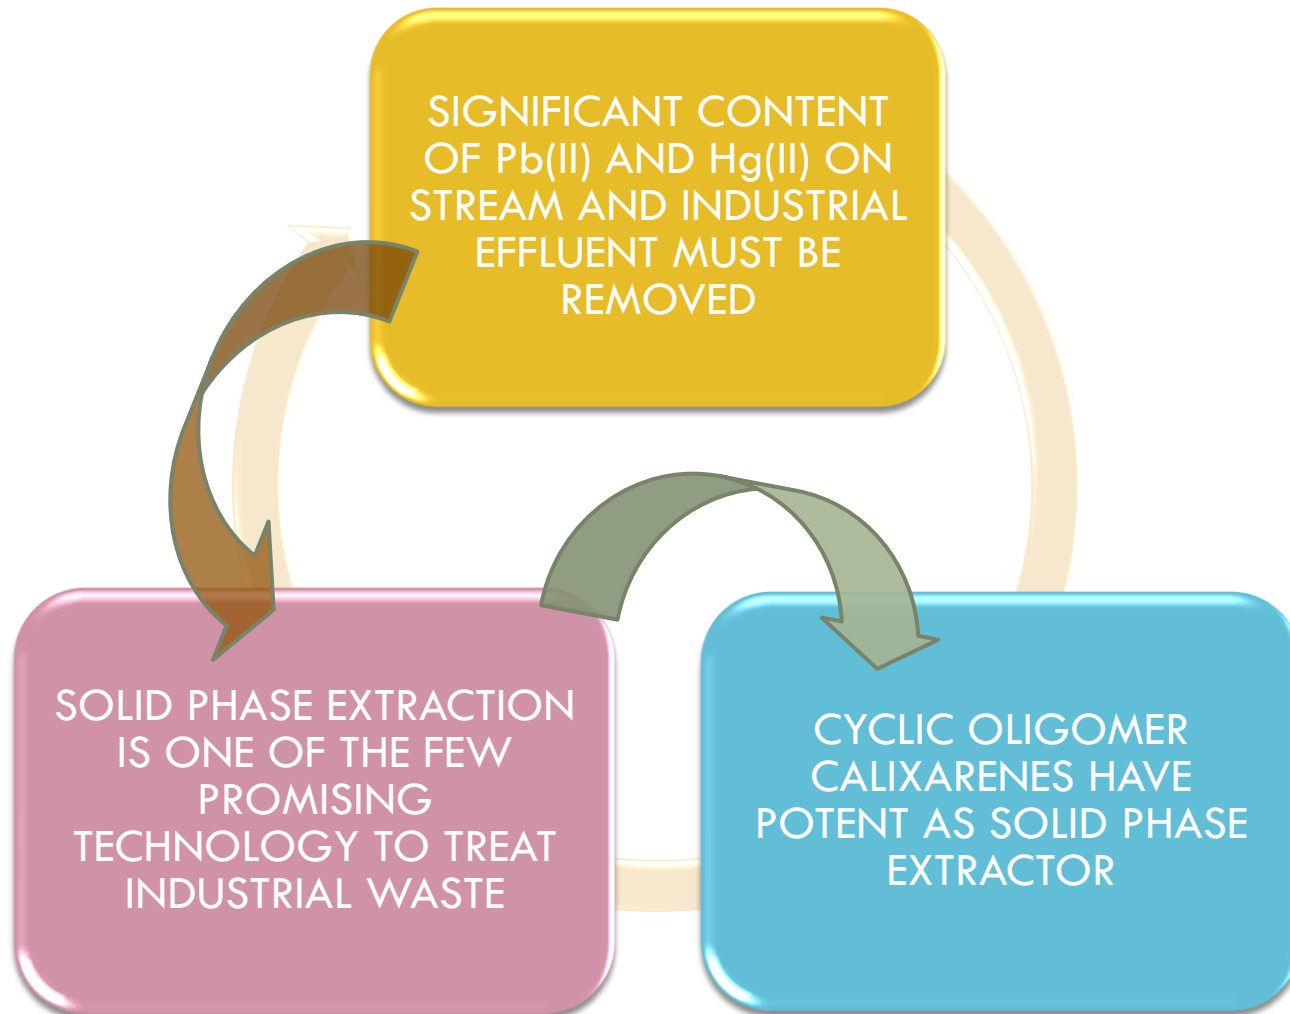 SIGNIFICANT CONTENT
OF Pb(II) AND Hg(II) ON
STREAM AND INDUSTRIAL
EFFLUENT MUST BE
REMOVED
SOLID PHASE EXTRACTION
IS ONE OF THE FEW
PROMISING
TECHNOLOGY TO TREAT
INDUSTRIAL WASTE
CYCLIC OLIGOMER
CALIXARENES HAVE
POTENT AS SOLID PHASE
EXTRACTOR